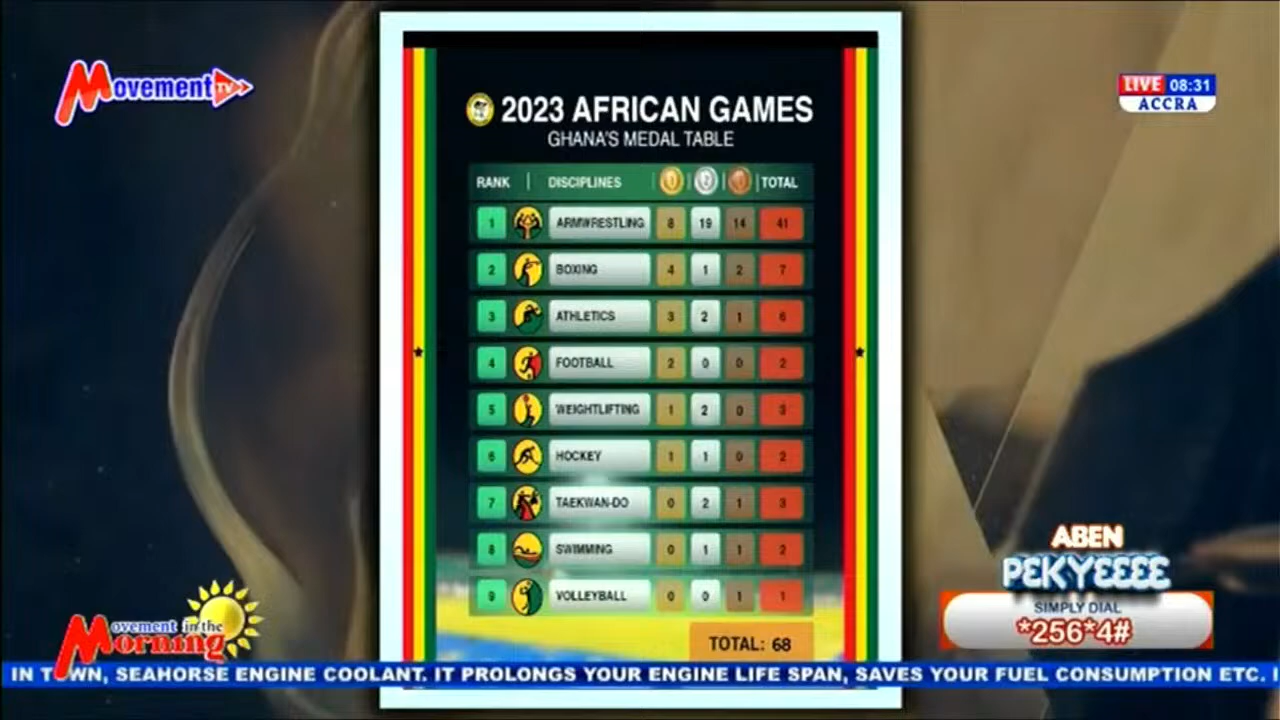 Movement TV
LIVE 08:31
ACCRA
2023 AFRICAN GAMES
GHANA'S MEDAL TABLE
RANK DISCIPLINES 1 2 TOTAL
1 ARMWRESTLING 8 19 14 41
2 BOXING 4 1 2 7
3 ATHLETICS 3 2 1 6
4 FOOTBALL 2 0 0 2
5 WEIGHTLIFTING 1 2 0 3
6 HOCKEY 1 1 0 2
7 TAEKWAN-DO 0 2 1 3
8 SWIMMING 0 1 1 2
9 VOLLEYBALL 0 0 1 1
TOTAL: 68
ABEN
PƐKYƐƐƐƐ
SIMPLY DIAL
*256*4#
Movement in the
Morning
IN TOWN, SEAHORSE ENGINE COOLANT. IT PROLONGS YOUR ENGINE LIFE SPAN, SAVES YOUR FUEL CONSUMPTION ETC.